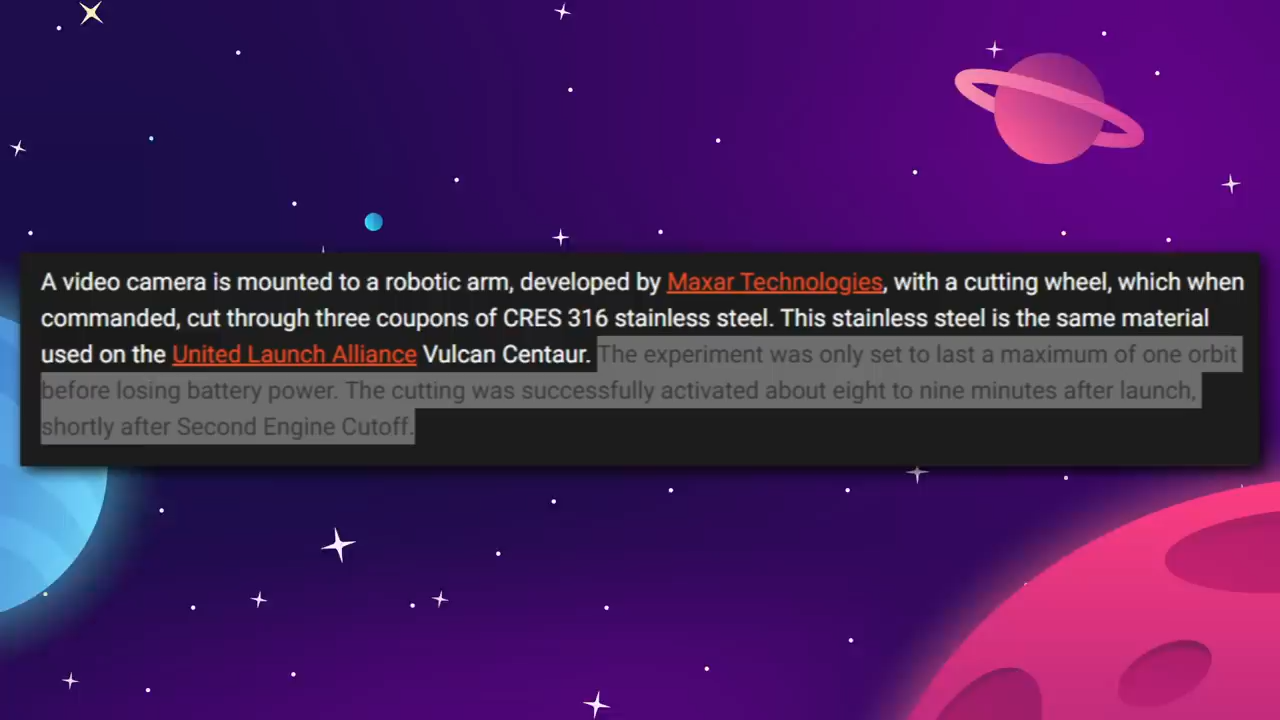 A video camera is mounted to a robotic arm, developed by Maxar Technologies, with a cutting wheel, which when
commanded, cut through three coupons of CRES 316 stainless steel. This stainless steel is the same material
used on the United Launch Alliance Vulcan Centaur. The experiment was only set to last a maximum of one orbit
before losing battery power. The cutting was successfully activated about eight to nine minutes after launch,
shortly after Second Engine Cutoff.